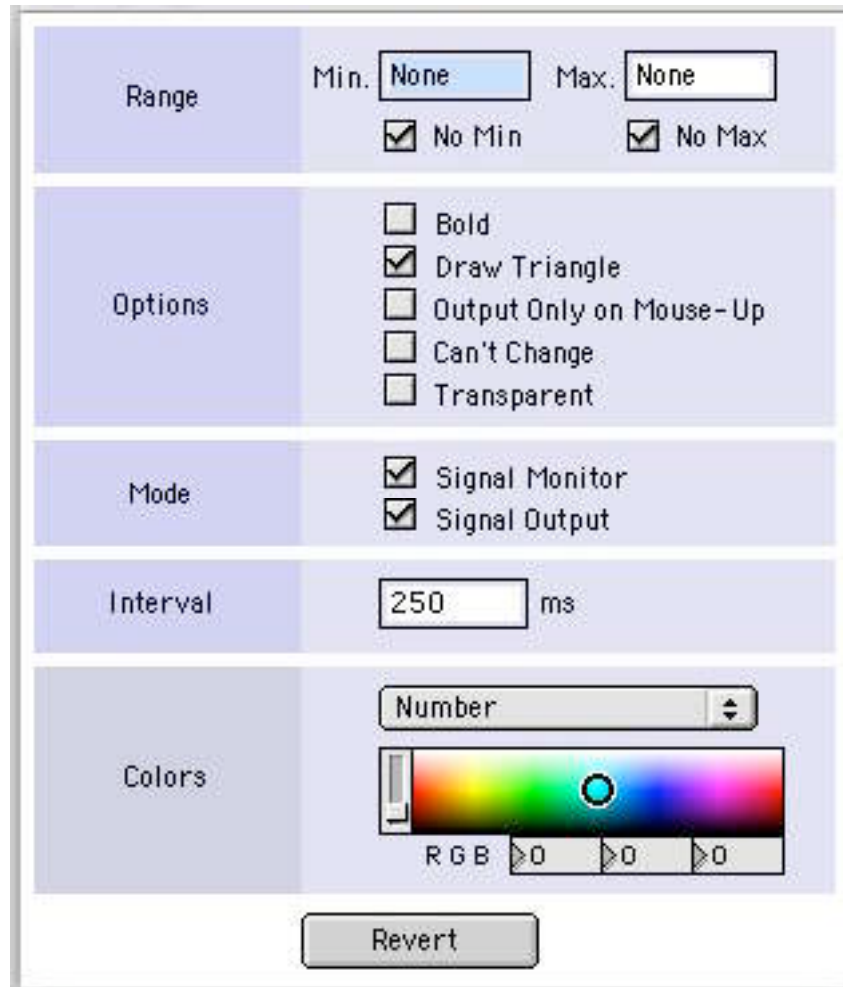 Range
Min. None Max. None
No Min No Max
Options
Bold
Draw Triangle
Output Only on Mouse-Up
Can't Change
Transparent
Mode
Signal Monitor
Signal Output
Interval
250 ms
Colors
Number
R G B 0 0 0
Revert